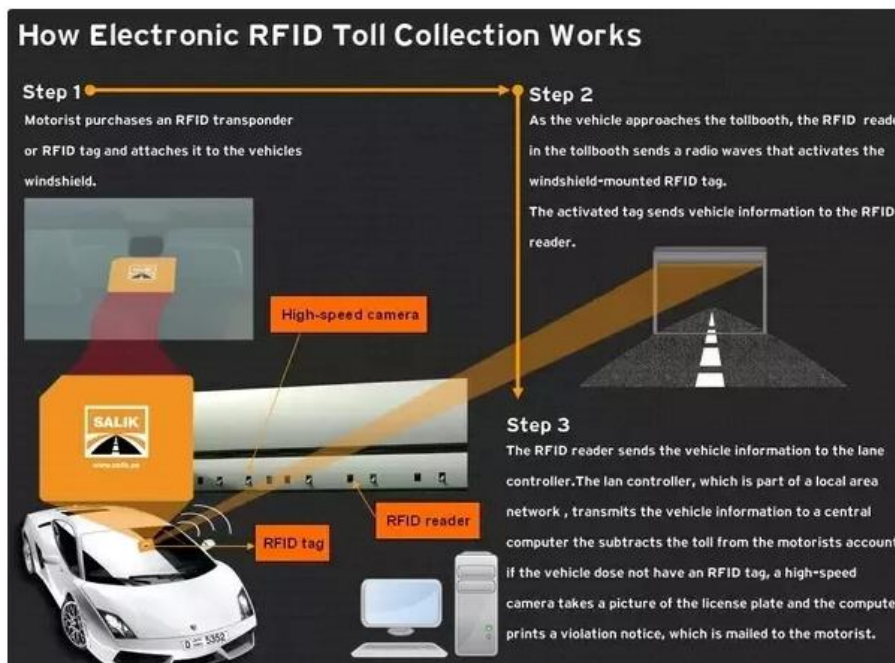 How Electronic RFID Toll Collection Works
Step 1
Motorist purchases an RFID transponder
or RFID tag and attaches it to the vehicles
windshield.
Step 2
As the vehicle approaches the tollbooth, the RFID reade
in the tollbooth sends a radio waves that activates the
windshield-mounted RFID tag.
The activated tag sends vehicle information to the RFID
reader.
High-speed camera
SALIK
www.salik.ae
RFID reader
RFID tag
D 5352
Step 3
The RFID reader sends the vehicle information to the lane
controller.The lan controller, which is part of a local area
network , transmits the vehicle information to a central
computer the subtracts the toll from the motorists account
if the vehicle dose not have an RFID tag, a high-speed
camera takes a picture of the license plate and the compute
prints a violation notice, which is mailed to the motorist.